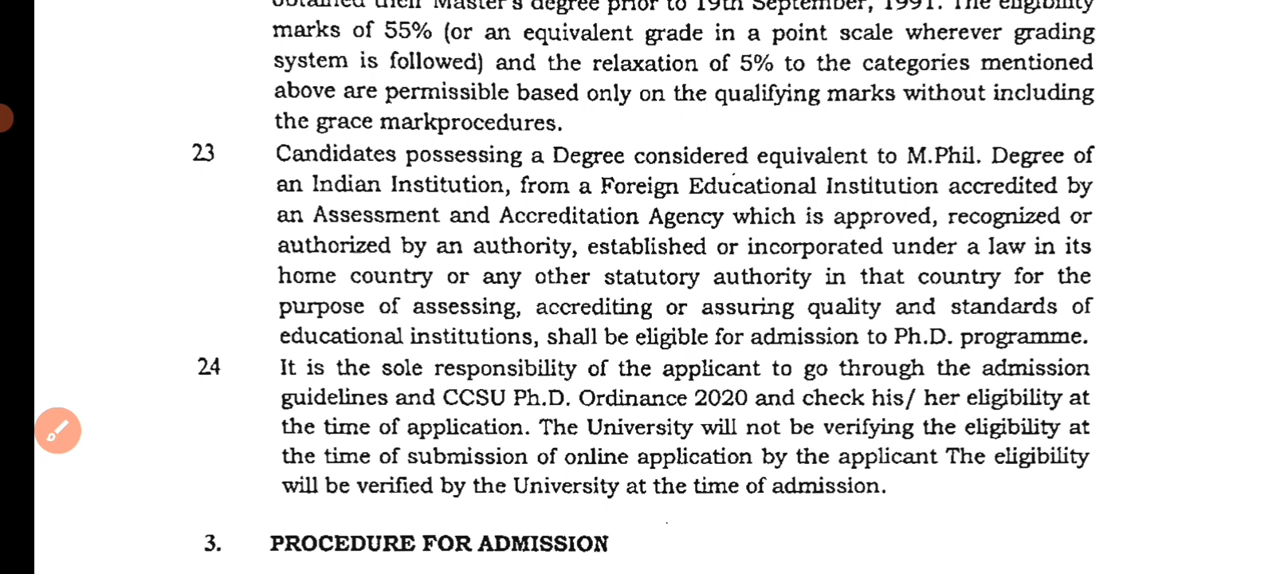 obtained their Master's degree prior to 19th September, 1991. The eligibility
marks of 55% (or an equivalent grade in a point scale wherever grading
system is followed) and the relaxation of 5% to the categories mentioned
above are permissible based only on the qualifying marks without including
the grace markprocedures.
23 Candidates possessing a Degree considered equivalent to M.Phil. Degree of
an Indian Institution, from a Foreign Educational Institution accredited by
an Assessment and Accreditation Agency which is approved, recognized or
authorized by an authority, established or incorporated under a law in its
home country or any other statutory authority in that country for the
purpose of assessing, accrediting or assuring quality and standards of
educational institutions, shall be eligible for admission to Ph.D. programme.
24 It is the sole responsibility of the applicant to go through the admission
guidelines and CCSU Ph.D. Ordinance 2020 and check his/ her eligibility at
the time of application. The University will not be verifying the eligibility at
the time of submission of online application by the applicant The eligibility
will be verified by the University at the time of admission.
3. PROCEDURE FOR ADMISSION